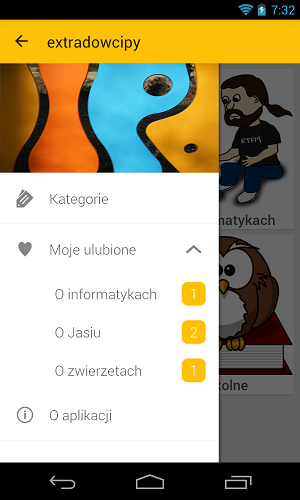 7:32
extradowcipy
Kategorie
Moje ulubione
O informatykach 1
O Jasiu 2
O zwierzetach 1
O aplikacji
RTFM
matykach
kolne